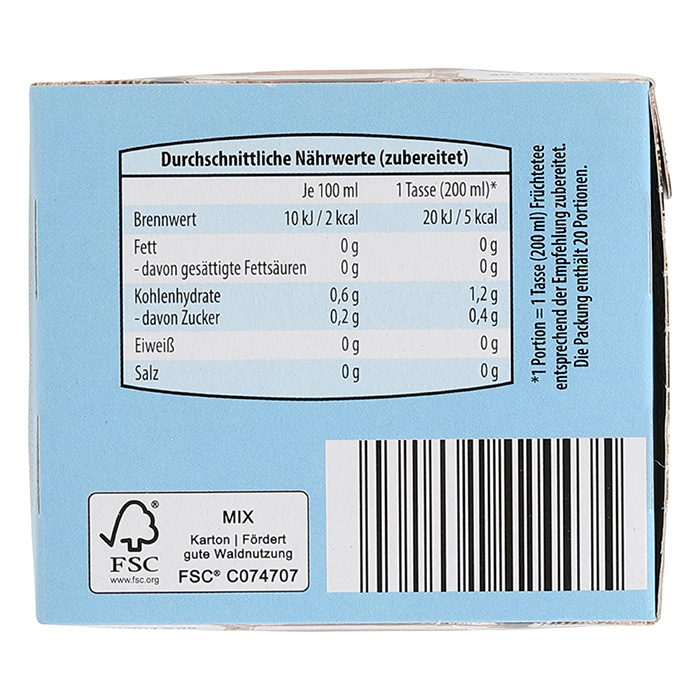 Durchschnittliche Nährwerte (zubereitet)
Je 100 ml 1 Tasse (200 ml)*
Brennwert 10 kJ / 2 kcal 20 kJ / 5 kcal
Fett 0 g 0 g
- davon gesättigte Fettsäuren 0 g 0 g
Kohlenhydrate 0,6 g 1,2 g
- davon Zucker 0,2 g 0,4 g
Eiweiß 0 g 0 g
Salz 0 g 0 g
*1 Portion = 1 Tasse (200 ml) Früchtetee
entsprechend der Empfehlung zubereitet.
Die Packung enthält 20 Portionen.
FSC®
www.fsc.org
MIX
Karton | Fördert
gute Waldnutzung
FSC® C074707